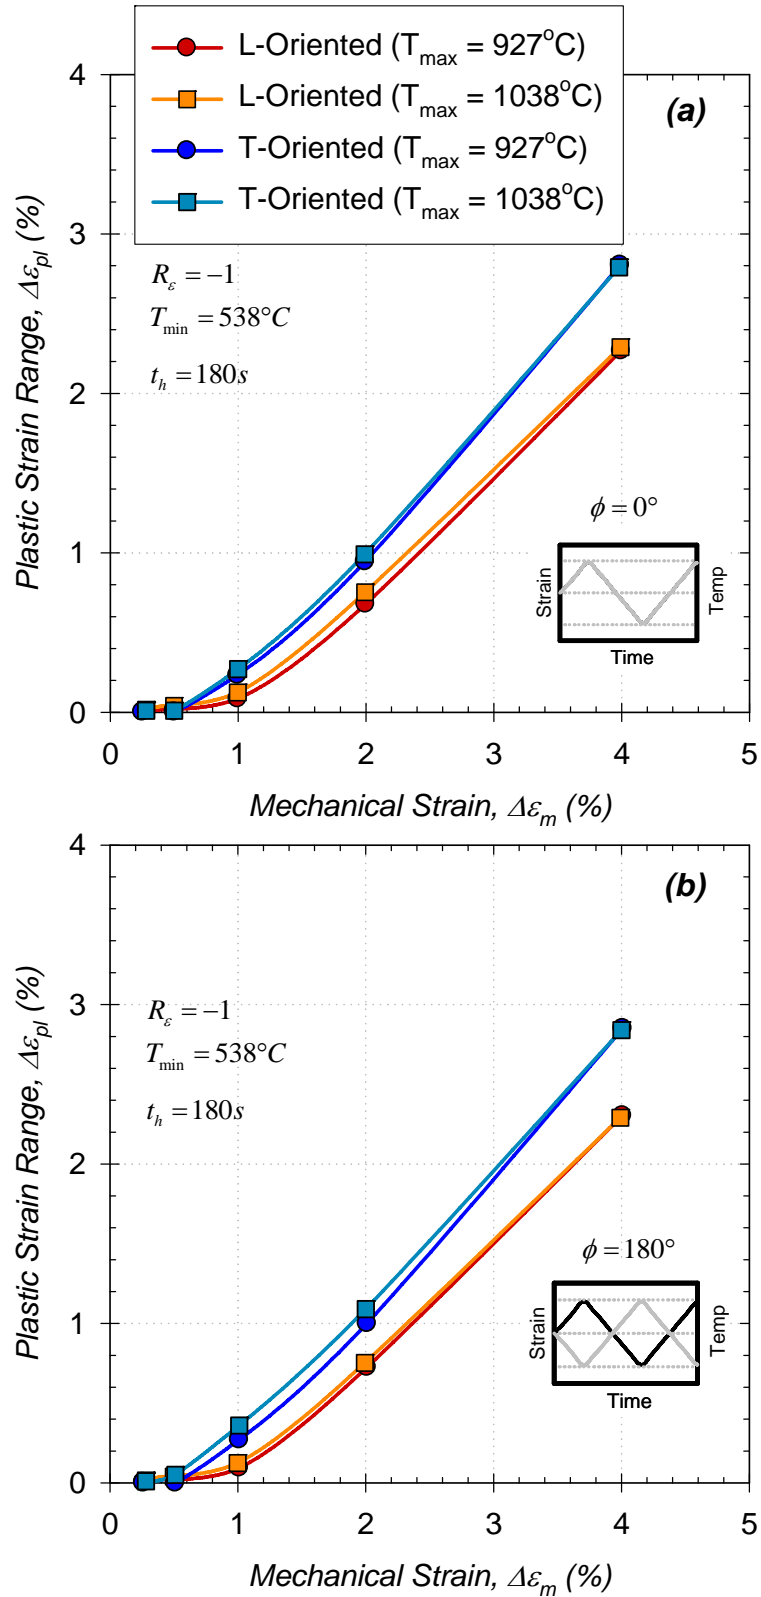 L-Oriented (Tmax = 927°C)
L-Oriented (Tmax = 1038°C)
T-Oriented (Tmax = 927°C)
T-Oriented (Tmax = 1038°C)
(a)
4
3
2
1
0
Plastic Strain Range, Δεpl (%)
Rε = −1
Tmin = 538°C
th = 180s
ϕ = 0°
Strain
Temp
Time
0 1 2 3 4 5
Mechanical Strain, Δεm (%)
(b)
4
3
2
1
0
Plastic Strain Range, Δεpl (%)
Rε = −1
Tmin = 538°C
th = 180s
ϕ = 180°
Strain
Temp
Time
0 1 2 3 4 5
Mechanical Strain, Δεm (%)